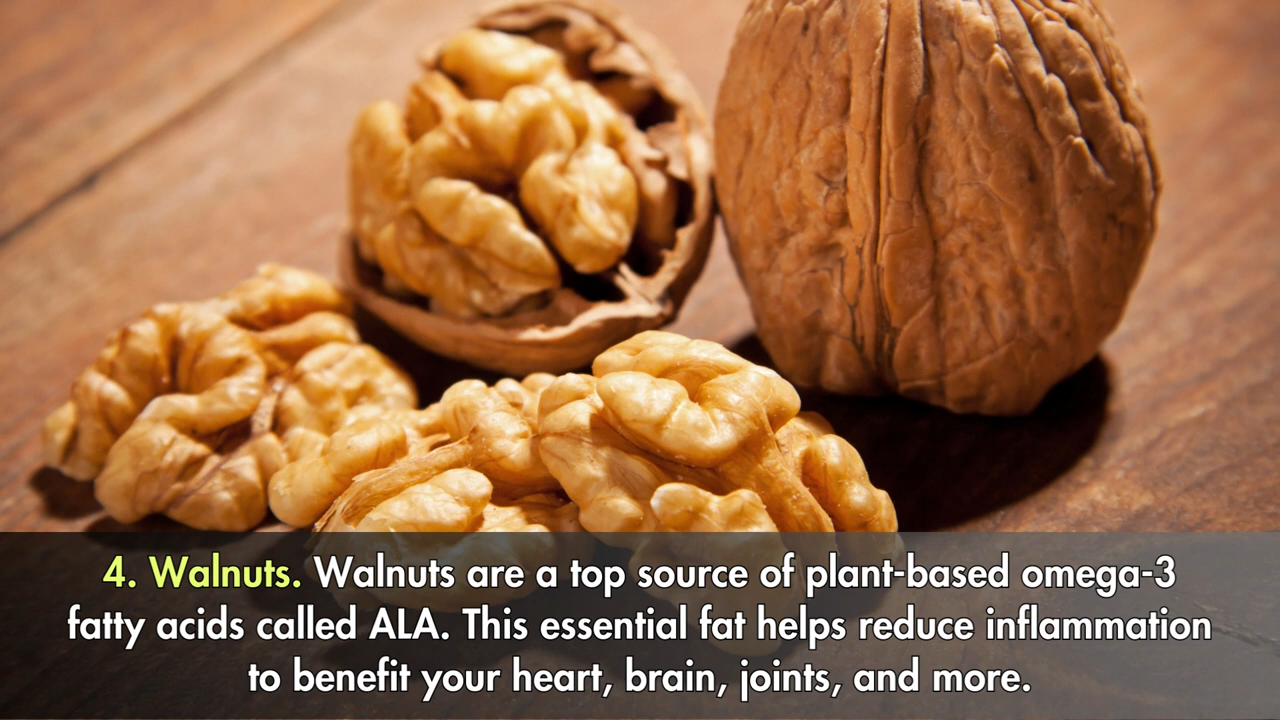 4. Walnuts. Walnuts are a top source of plant-based omega-3
fatty acids called ALA. This essential fat helps reduce inflammation
to benefit your heart, brain, joints, and more.